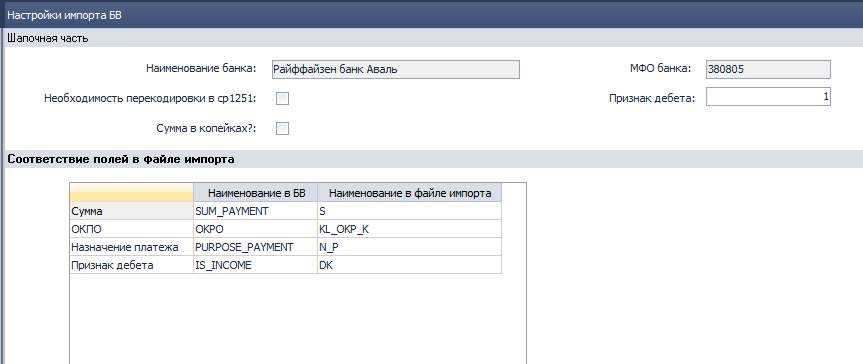 Настройки импорта БВ
Шапочная часть
Наименование банка: Райффайзен банк Аваль МФО банка: 380805
Необходимость перекодировки в cp1251: Признак дебета: 1
Сумма в копейках?:
Соответствие полей в файле импорта
Наименование в БВ Наименование в файле импорта
Сумма SUM_PAYMENT S
ОКПО OKPO KL_OKP_K
Назначение платежа PURPOSE_PAYMENT N_P
Признак дебета IS_INCOME DK